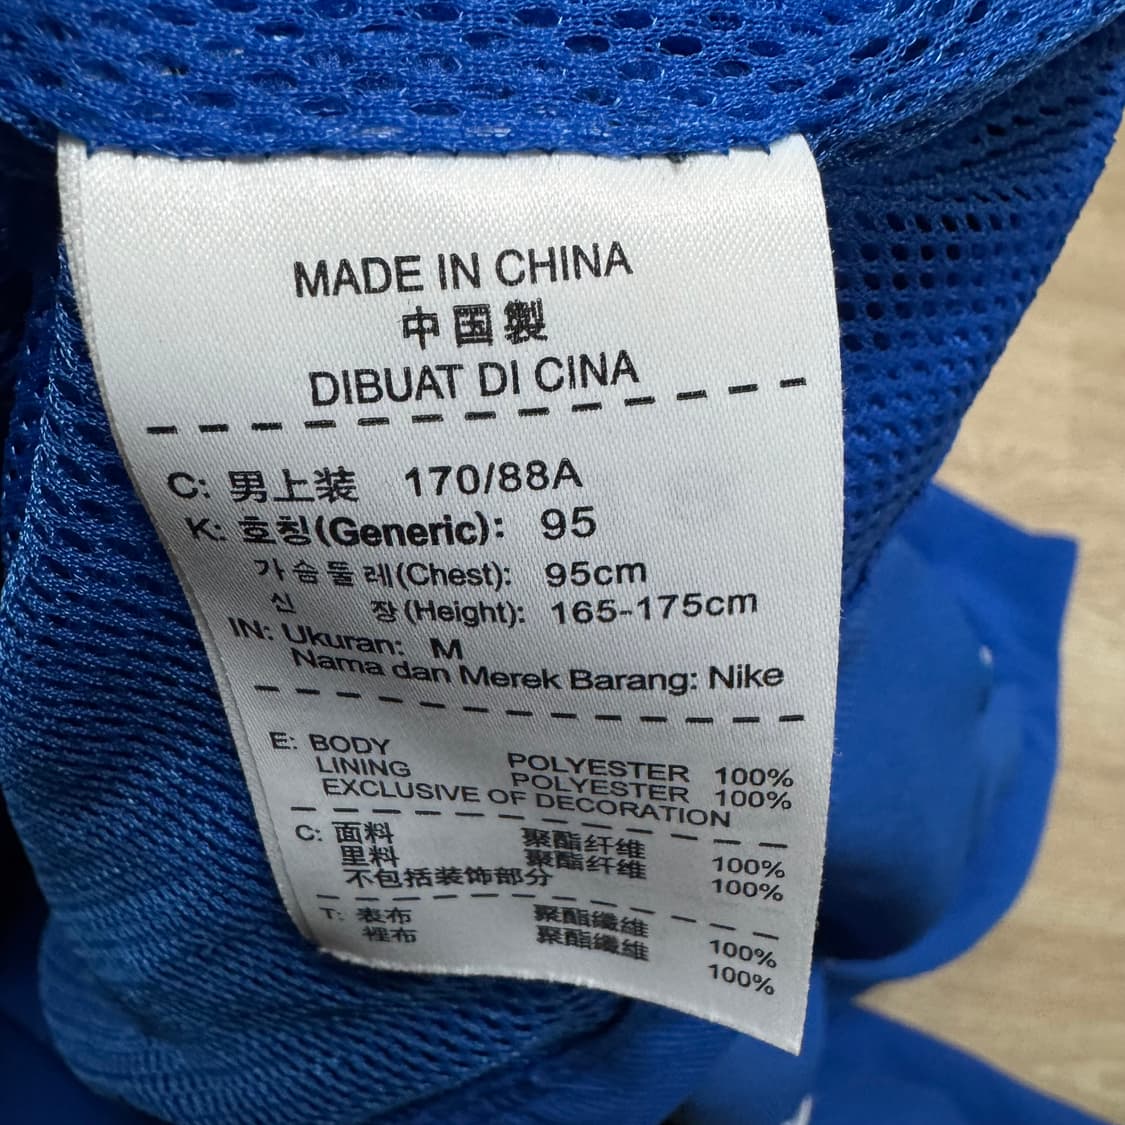 MADE IN CHINA
中国製
DIBUAT DI CINA
C: 男上装 170/88A
K: 호칭(Generic): 95
가슴둘레(Chest): 95cm
신 장(Height): 165-175cm
IN: Ukuran: M
Nama dan Merek Barang: Nike
E: BODY POLYESTER 100%
LINING POLYESTER 100%
EXCLUSIVE OF DECORATION
C: 面料 聚酯纤维 100%
里料 聚酯纤维 100%
不包括装饰部分
T: 表布 聚酯纖維 100%
裡布 聚酯纖維 100%